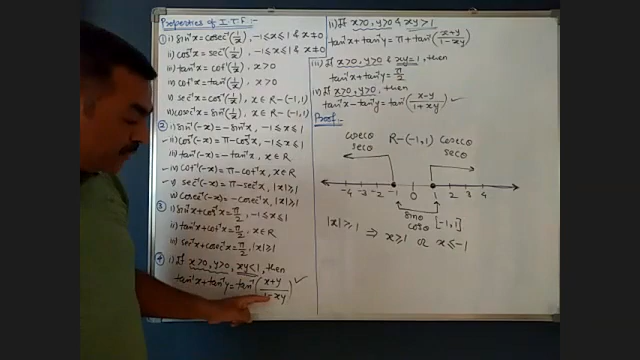 Properties of I.T.F:-
① i) sin⁻¹x = cosec⁻¹(1/x), -1≤x≤1 & x≠0
ii) cos⁻¹x = sec⁻¹(1/x), -1≤x≤1 & x≠0
iii) tan⁻¹x = cot⁻¹(1/x), x>0
iv) cot⁻¹x = tan⁻¹(1/x), x>0
v) sec⁻¹x = cos⁻¹(1/x), x∈R-(-1,1)
vi) cosec⁻¹x = sin⁻¹(1/x), x∈R-(-1,1)
② i) sin⁻¹(-x) = -sin⁻¹x, -1≤x≤1
ii) cos⁻¹(-x) = π-cos⁻¹x, -1≤x≤1
iii) tan⁻¹(-x) = -tan⁻¹x, x∈R
iv) cot⁻¹(-x) = π-cot⁻¹x, x∈R
v) sec⁻¹(-x) = π-sec⁻¹x, |x|≥1
vi) cosec⁻¹(-x) = -cosec⁻¹x, |x|≥1
③ i) sin⁻¹x+cos⁻¹x = π/2, -1≤x≤1
ii) tan⁻¹x+cot⁻¹x = π/2, x∈R
iii) sec⁻¹x+cosec⁻¹x = π/2, |x|≥1
④ i) If x>0, y>0, xy<1, then
tan⁻¹x+tan⁻¹y = tan⁻¹((x+y)/(1-xy)) ✓
ii) If x>0, y>0 & xy>1
tan⁻¹x+tan⁻¹y = π+tan⁻¹((x+y)/(1-xy))
iii) If x>0, y>0 & xy=1, then
tan⁻¹x+tan⁻¹y = π/2
iv) If x>0, y>0, then
tan⁻¹x-tan⁻¹y = tan⁻¹((x-y)/(1+xy)) ✓
Proof:-
cosecθ R-(-1,1) cosecθ
secθ secθ
-4 -3 -2 -1 0 1 2 3 4
sinθ
cosθ [-1,1]
|x|≥1
⇒ x≥1 or x≤-1